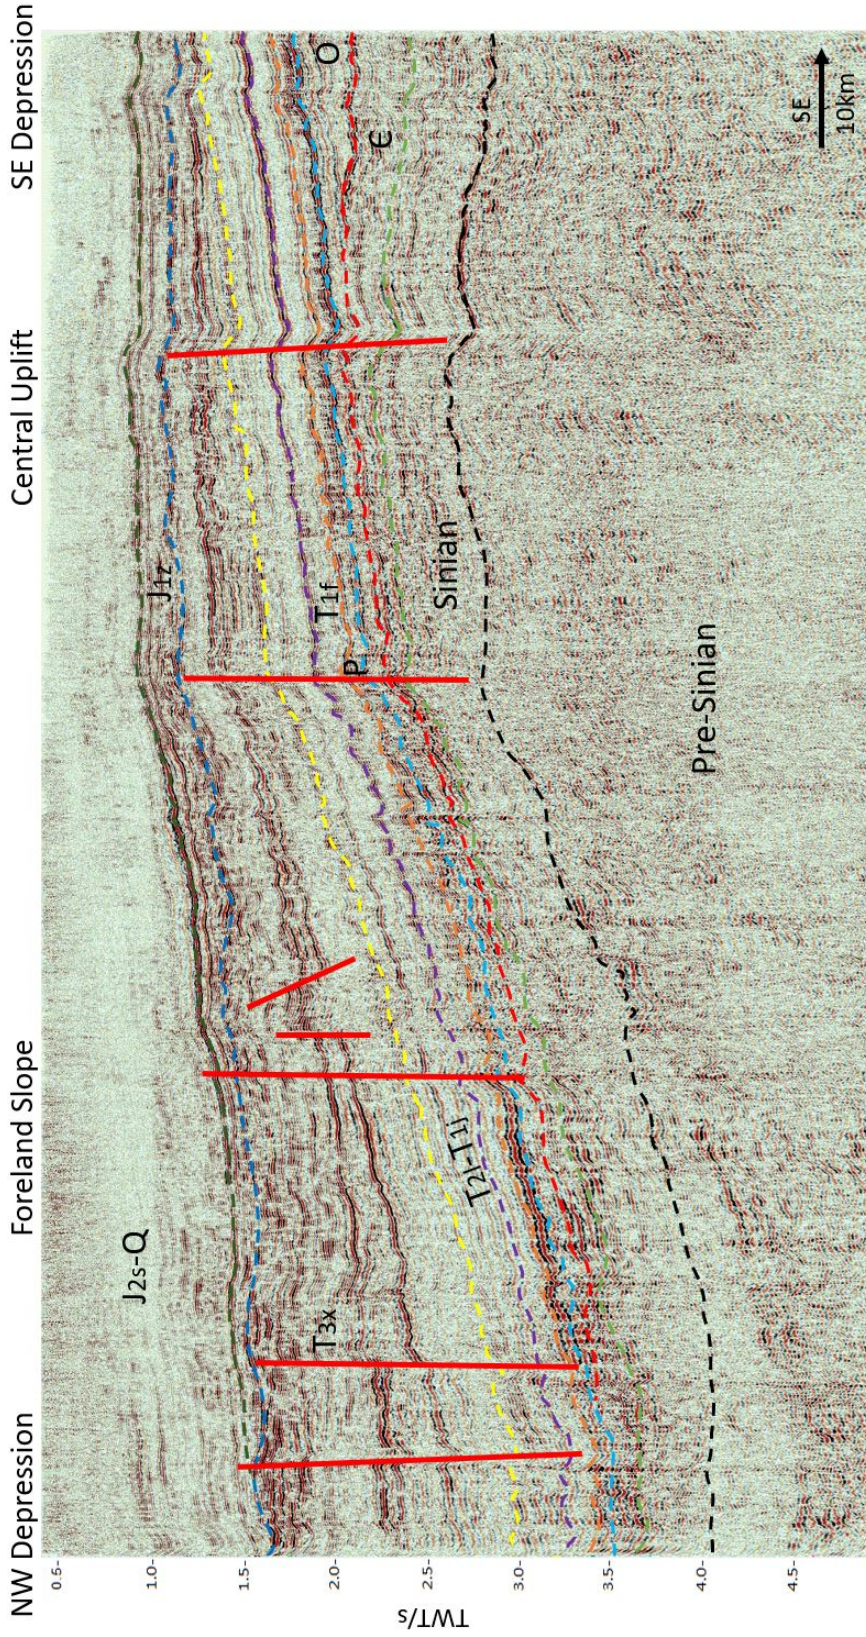 NW Depression
Foreland Slope
Central Uplift
SE Depression
0.5
1.0
1.5
2.0
2.5
3.0
3.5
4.0
4.5
TWT/s
J2s-Q
J1z
T3x
T2l-T1j
T1f
P
O
Є
Sinian
Pre-Sinian
SE
10km